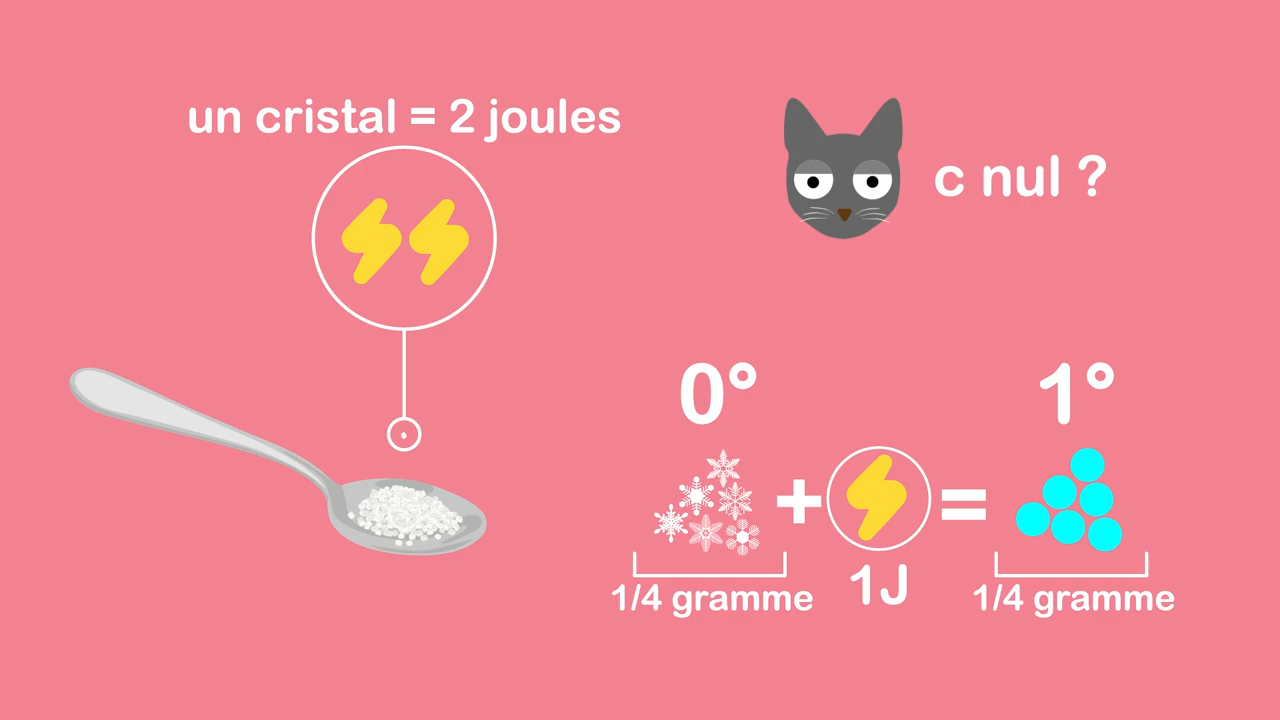 un cristal = 2 joules
c nul ?
0°
1°
+
=
1J
1/4 gramme
1/4 gramme